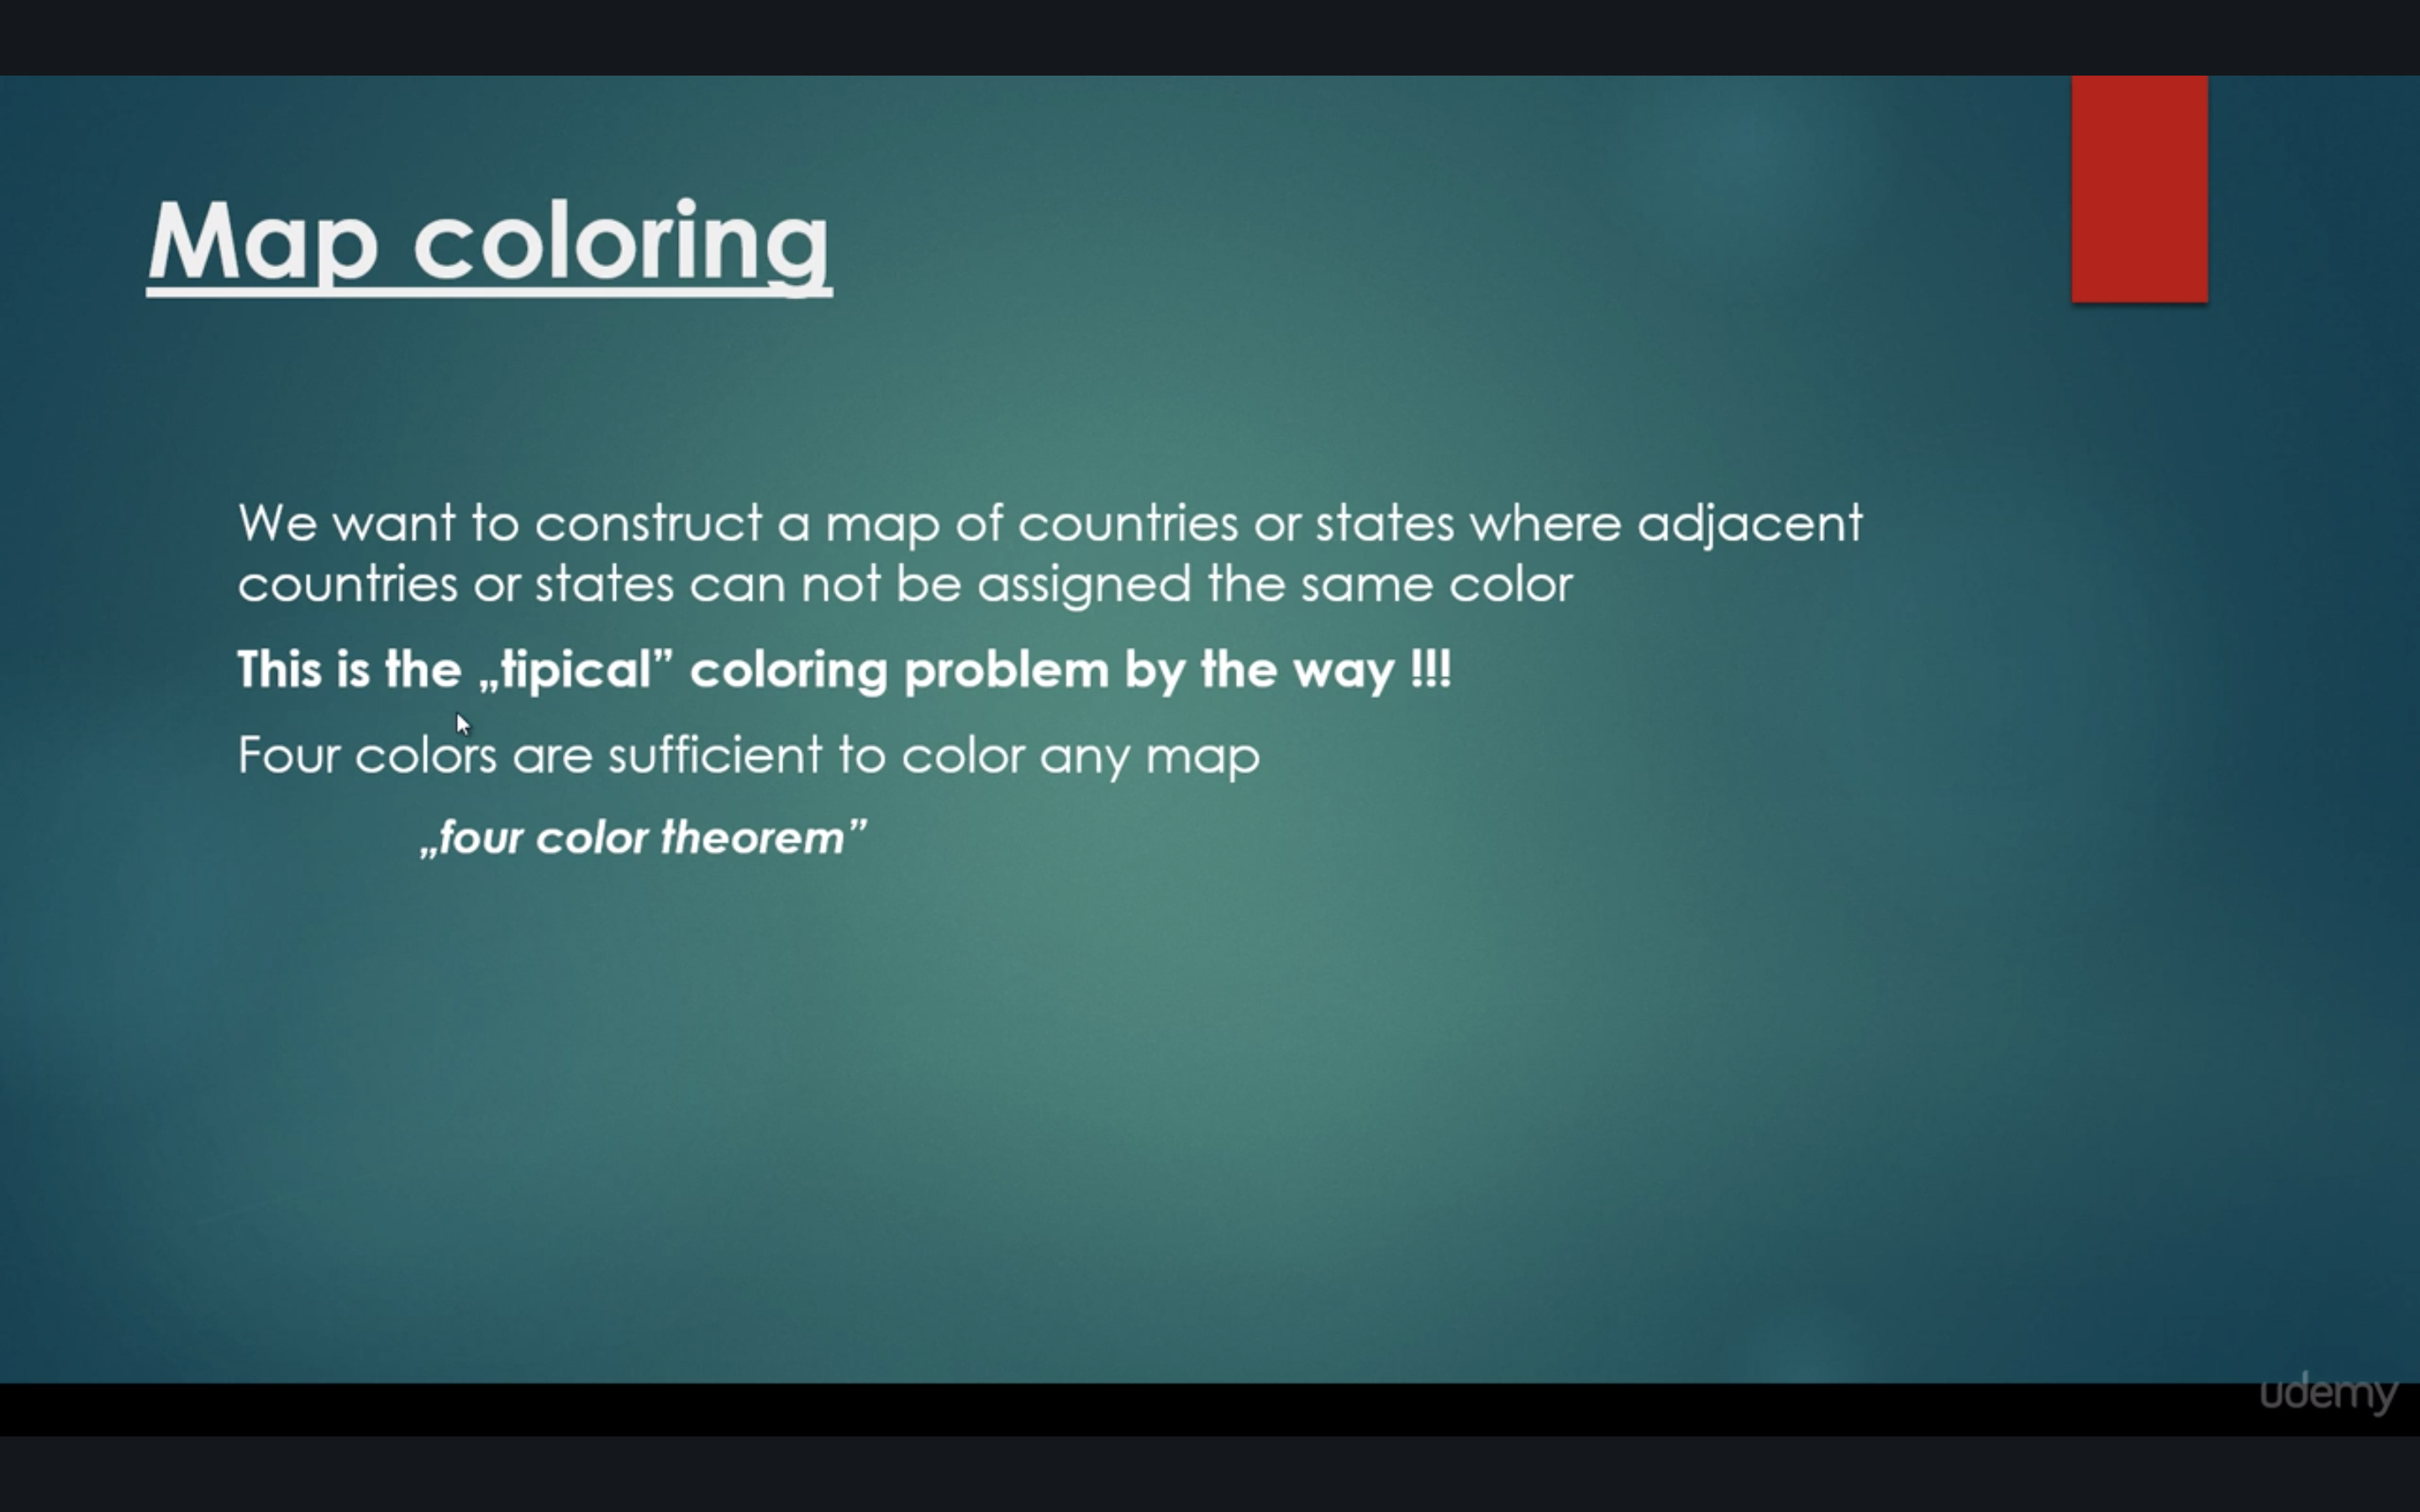 Map coloring
We want to construct a map of countries or states where adjacent
countries or states can not be assigned the same color
This is the „tipical” coloring problem by the way !!!
Four colors are sufficient to color any map
„four color theorem”
udemy